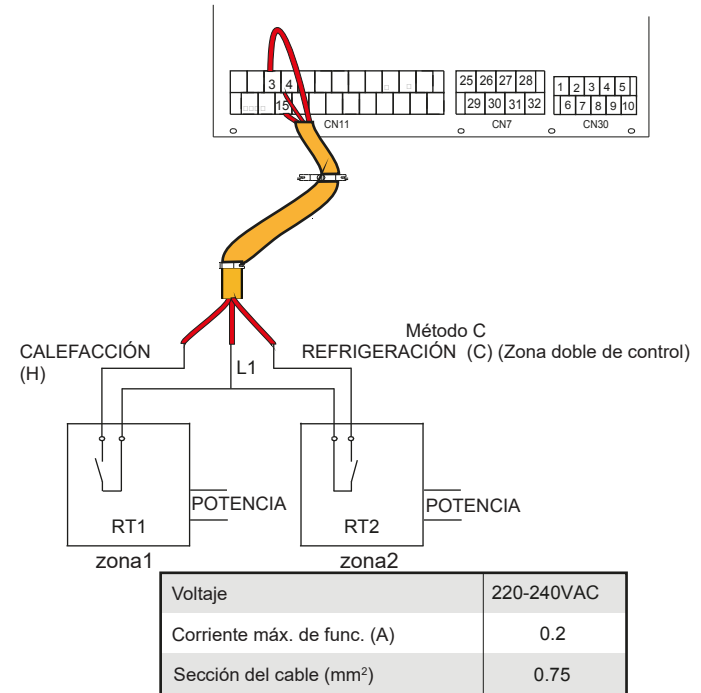 3 4
15
CN11
25 26 27 28
29 30 31 32
CN7
1 2 3 4 5
6 7 8 9 10
CN30
CALEFACCIÓN
(H)
L1
Método C
REFRIGERACIÓN (C) (Zona doble de control)
RT1
POTENCIA
zona1
RT2
POTENCIA
zona2
Voltaje 220-240VAC
Corriente máx. de func. (A) 0.2
Sección del cable (mm²) 0.75